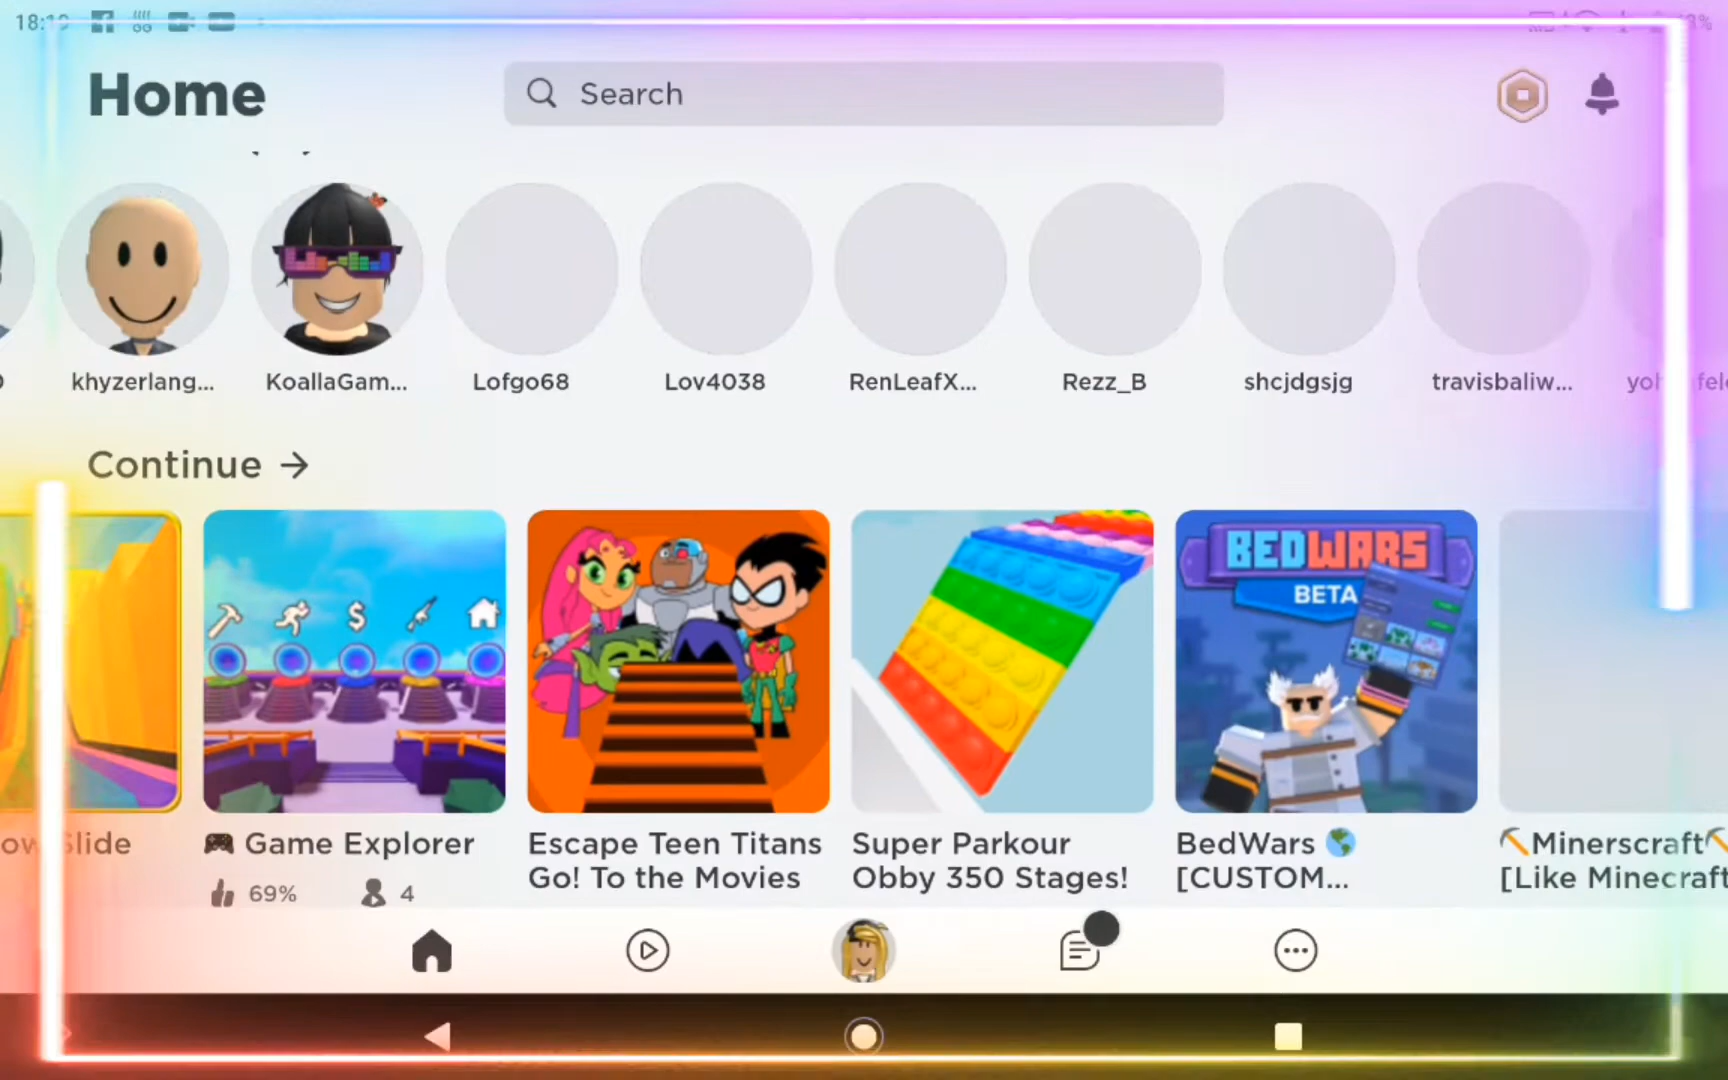 Home
Search
khyzerlang...
KoallaGam...
Lofgo68
Lov4038
RenLeafX...
Rezz_B
shcjdgsjg
travisbaliw...
Continue →
BEDWARS
BETA
$
Slide
🎮 Game Explorer
69%
4
Escape Teen Titans
Go! To the Movies
Super Parkour
Obby 350 Stages!
BedWars 🌎
[CUSTOM...
⛏Minerscraft⛏
[Like Minecraft